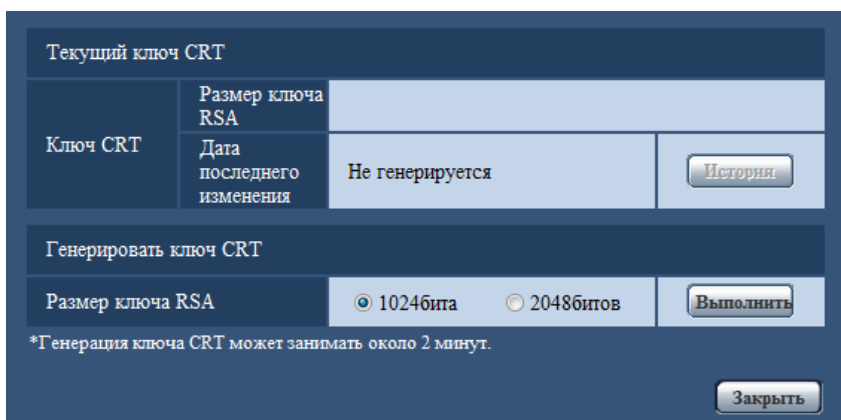 Текущий ключ CRT
Ключ CRT
Размер ключа
RSA
Дата
последнего
изменения
Не генерируется
История
Генерировать ключ CRT
Размер ключа RSA
1024бита
2048битов
Выполнить
*Генерация ключа CRT может занимать около 2 минут.
Закрыть